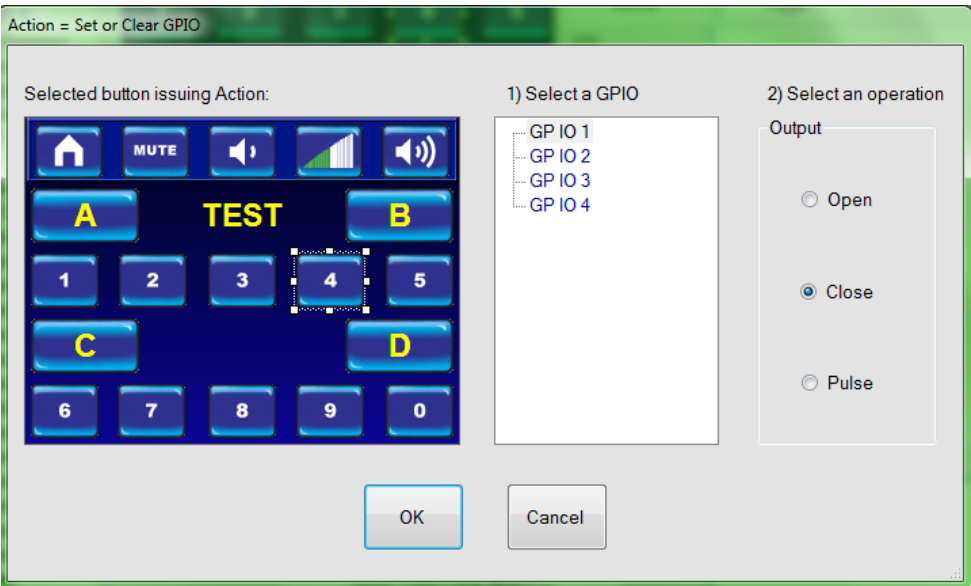 Action = Set or Clear GPIO
Selected button issuing Action:
1) Select a GPIO
2) Select an operation
MUTE
A
TEST
B
1
2
3
4
5
C
D
6
7
8
9
0
GP IO 1
GP IO 2
GP IO 3
GP IO 4
Output
Open
Close
Pulse
OK
Cancel